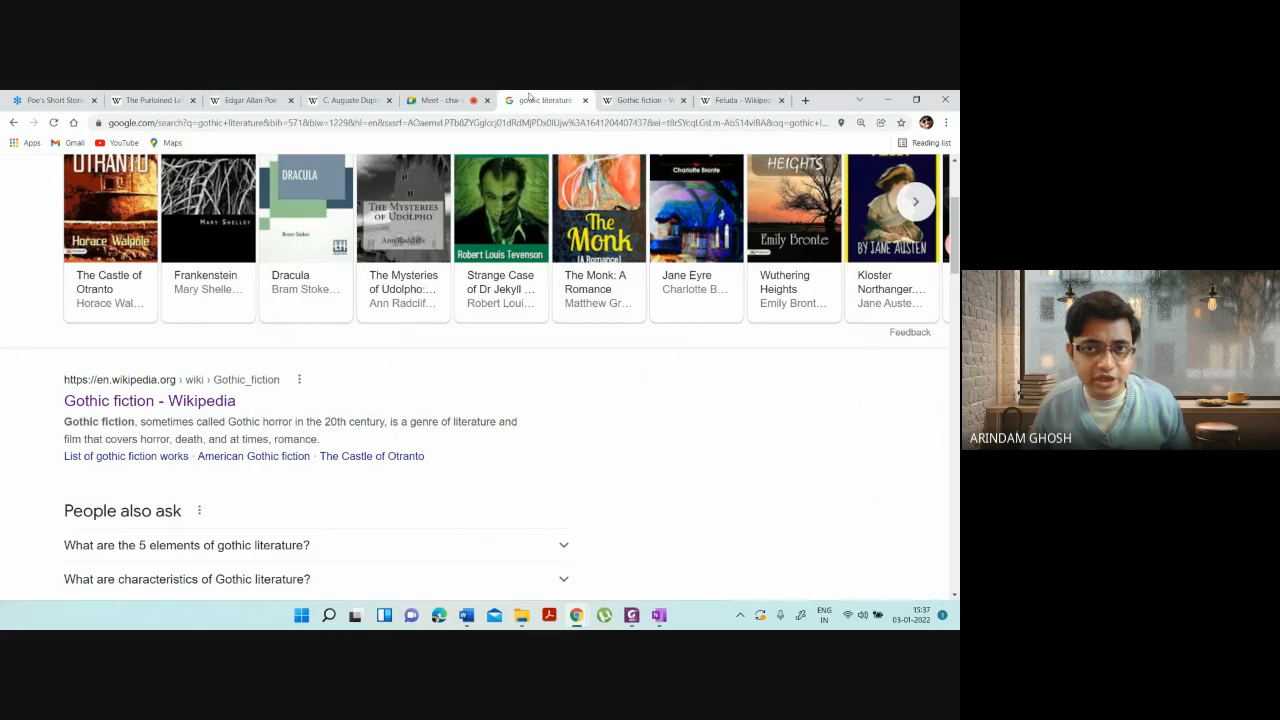 Poe's Short Stori
The Purloined Let
Edgar Allan Poe
C. Auguste Dupi
Meet - chw
gothic literature
Gothic fiction - W
Feluda - Wikiped
Apps
Gmail
YouTube
Maps
Reading list
OTRANTO
Horace Walpole
MARY SHELLEY
DRACULA
Bram Stoker
THE MYSTERIES
OF UDOLPHO
Ann Radcliffe
Robert Louis Tevenson
The
Monk
(A Romance)
Charlotte Bronte
HEIGHTS
Emily Bronte
BY JANE AUSTEN
The Castle of
Otranto
Horace Wal...
Frankenstein
Mary Shelle...
Dracula
Bram Stoke...
The Mysteries
of Udolpho:...
Ann Radclif...
Strange Case
of Dr Jekyll ...
Robert Loui...
The Monk: A
Romance
Matthew Gr...
Jane Eyre
Charlotte B...
Wuthering
Heights
Emily Bront...
Kloster
Northanger....
Jane Auste...
Feedback
https://en.wikipedia.org › wiki › Gothic_fiction
Gothic fiction - Wikipedia
Gothic fiction, sometimes called Gothic horror in the 20th century, is a genre of literature and
film that covers horror, death, and at times, romance.
List of gothic fiction works · American Gothic fiction · The Castle of Otranto
People also ask
What are the 5 elements of gothic literature?
What are characteristics of Gothic literature?
ENG
IN
15:37
03-01-2022
ARINDAM GHOSH